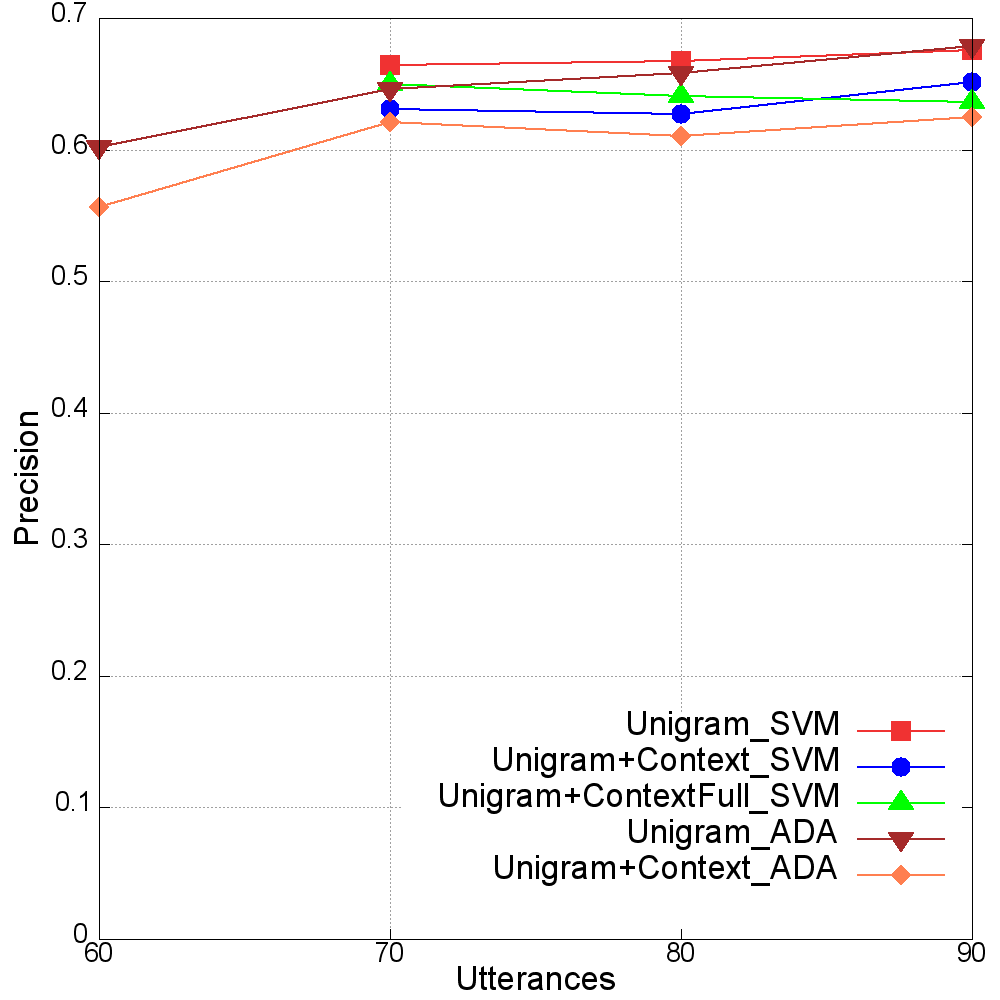 0.7
0.6
0.5
0.4
0.3
0.2
0.1
0
60
70
80
90
Precision
Utterances
Unigram_SVM
Unigram+Context_SVM
Unigram+ContextFull_SVM
Unigram_ADA
Unigram+Context_ADA